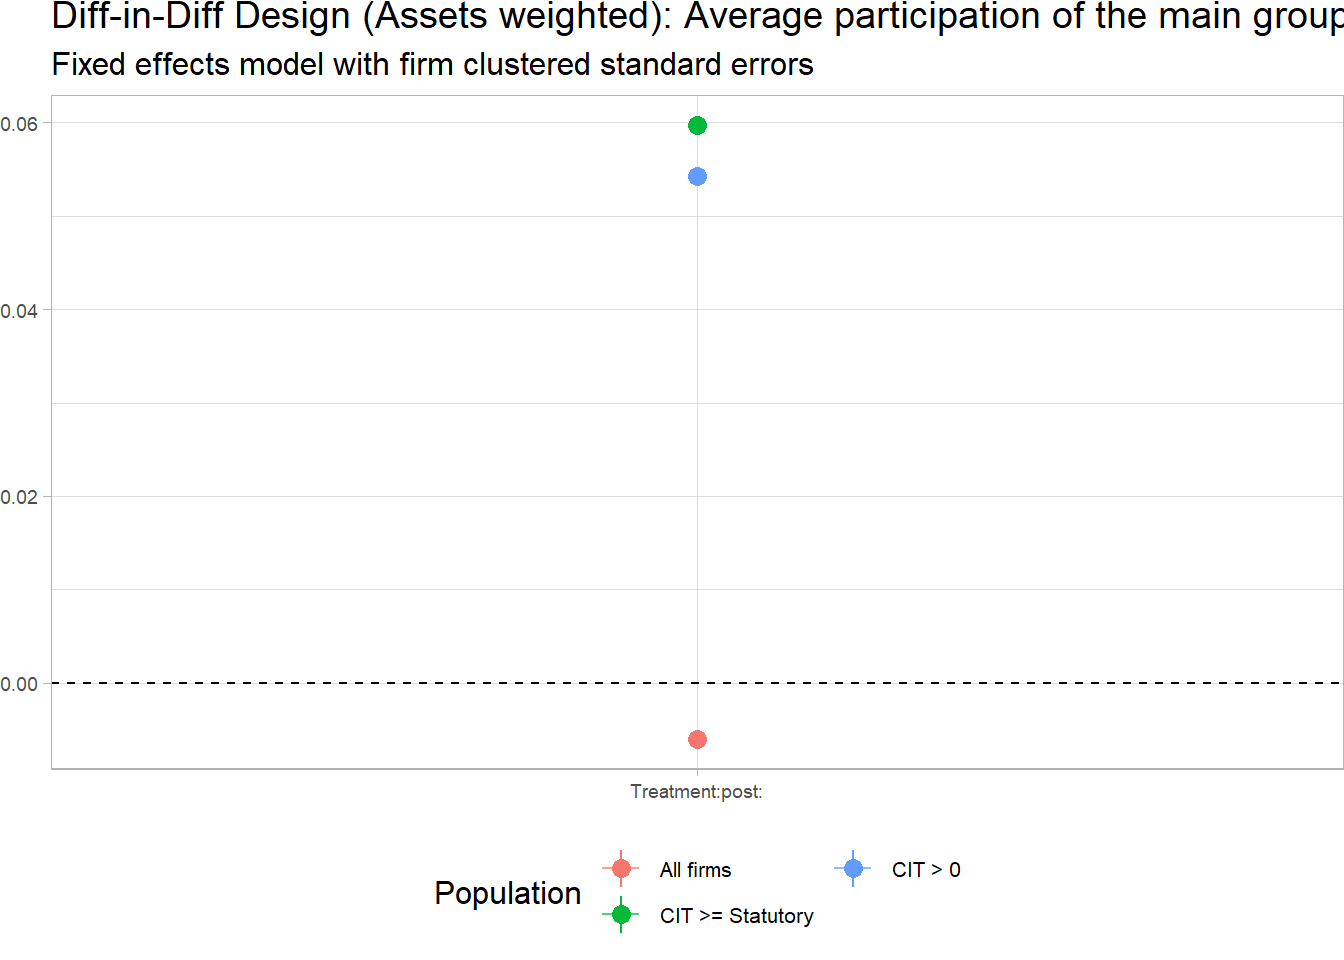 Diff-in-Diff Design (Assets weighted): Average participation of the main group
Fixed effects model with firm clustered standard errors
0.06
0.04
0.02
0.00
Treatment:post:
Population
All firms
CIT > 0
CIT >= Statutory